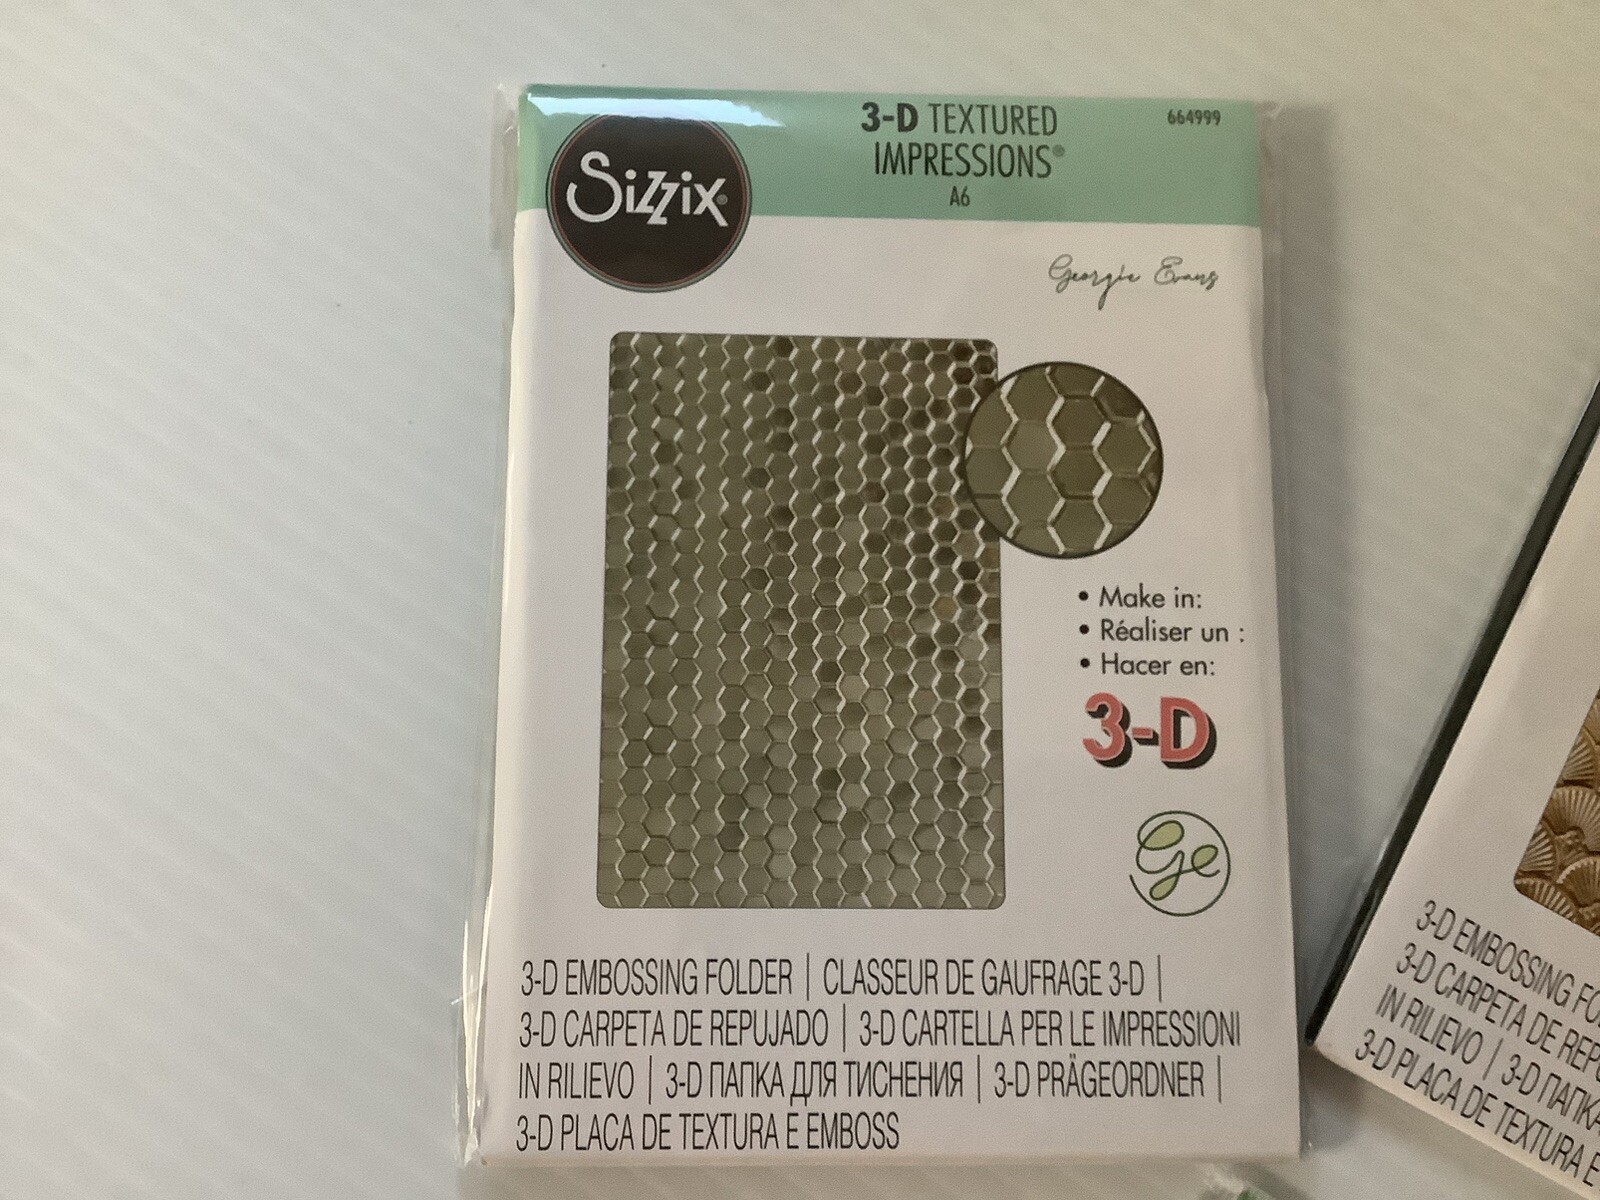 Sizzix
3-D TEXTURED
IMPRESSIONS®
A6
664999
Georgie Evans
• Make in:
• Réaliser un :
• Hacer en:
3-D
Ge
3-D EMBOSSING FOLDER | CLASSEUR DE GAUFRAGE 3-D |
3-D CARPETA DE REPUJADO | 3-D CARTELLA PER LE IMPRESSIONI
IN RILIEVO | 3-D ПАПКА ДЛЯ ТИСНЕНИЯ | 3-D PRÄGEORDNER |
3-D PLACA DE TEXTURA E EMBOSS
3-D EMBOSSING
3-D CARPETA DE
IN RILIEVO | 3-D
3-D PLACA DE TEXTURA E